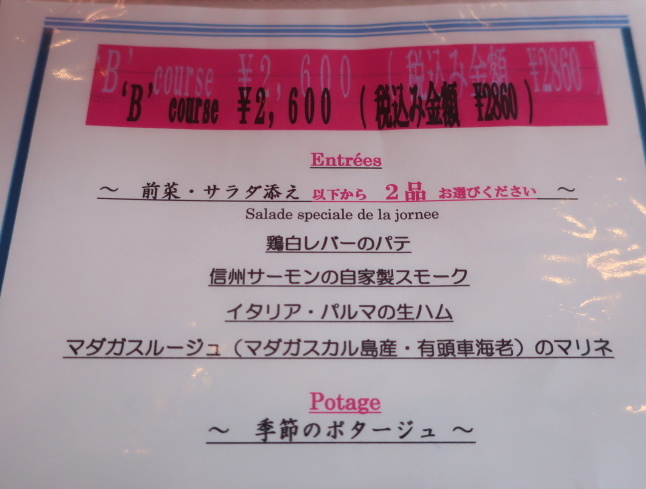 'B' course ¥2,600 (税込み金額 ¥2860)
Entrées
～ 前菜・サラダ添え 以下から 2品 お選びください ～
Salade speciale de la jornee
鶏白レバーのパテ
信州サーモンの自家製スモーク
イタリア・パルマの生ハム
マダガスルージュ（マダガスカル島産・有頭車海老）のマリネ
Potage
～ 季節のポタージュ ～